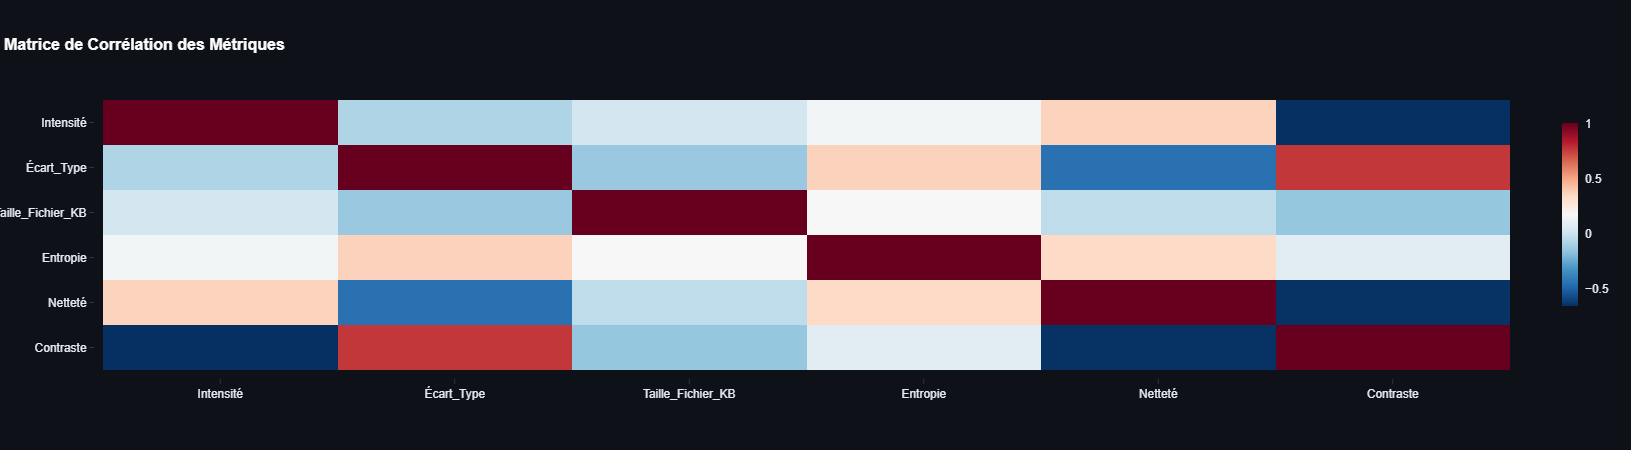 Matrice de Corrélation des Métriques
Intensité
Écart_Type
aille_Fichier_KB
Entropie
Netteté
Contraste
Intensité
Écart_Type
Taille_Fichier_KB
Entropie
Netteté
Contraste
1
0.5
0
−0.5